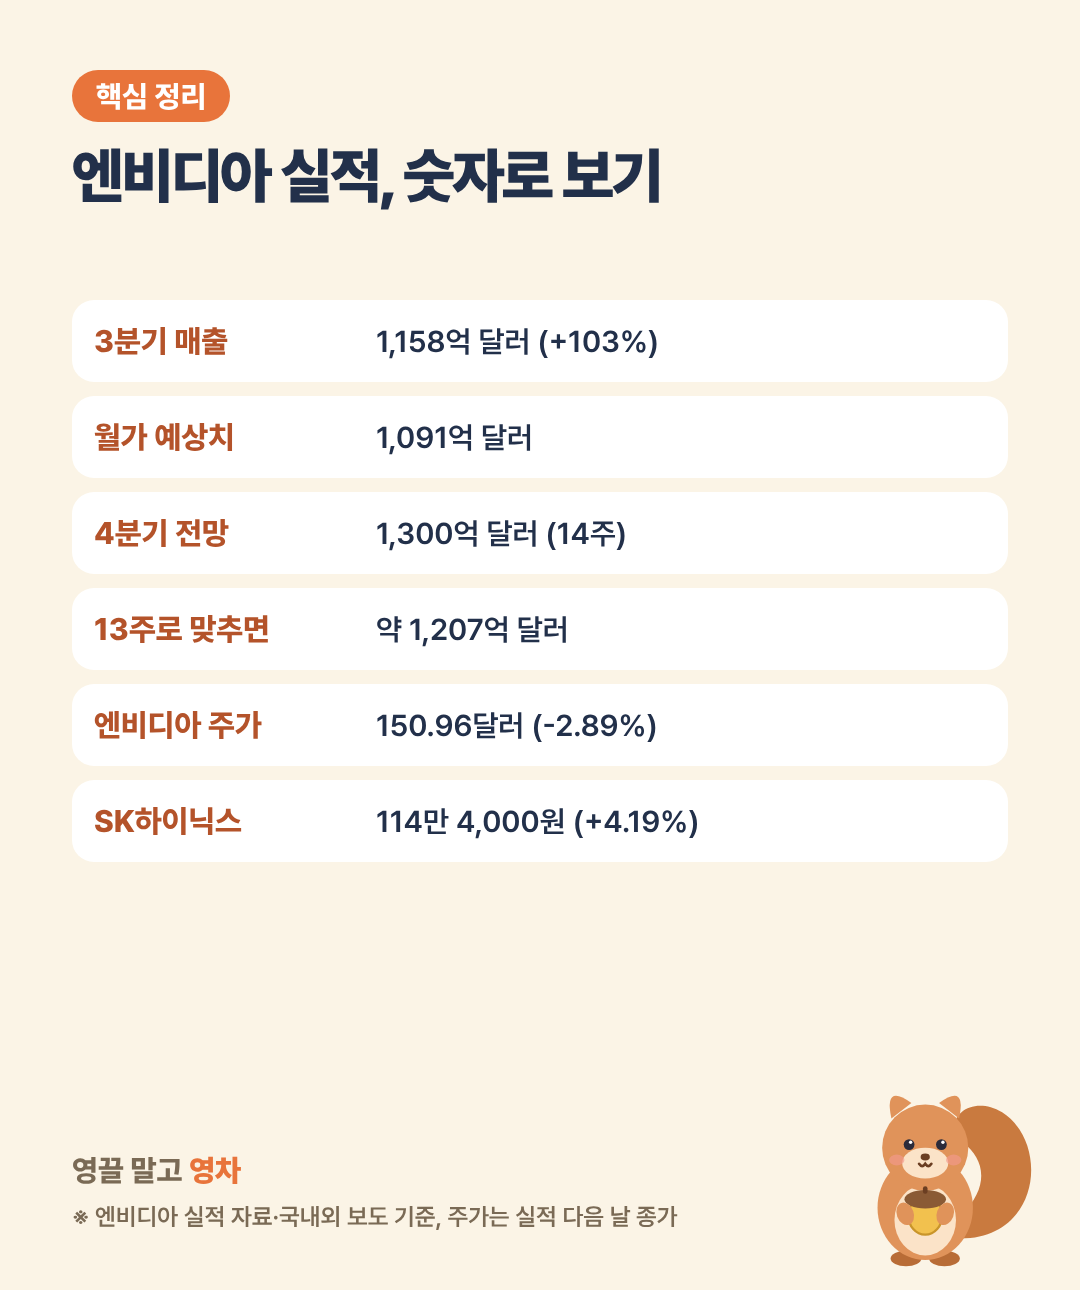 핵심 정리
엔비디아 실적, 숫자로 보기
3분기 매출 1,158억 달러 (+103%)
월가 예상치 1,091억 달러
4분기 전망 1,300억 달러 (14주)
13주로 맞추면 약 1,207억 달러
엔비디아 주가 150.96달러 (-2.89%)
SK하이닉스 114만 4,000원 (+4.19%)
영끌 말고 영차
※ 엔비디아 실적 자료·국내외 보도 기준, 주가는 실적 다음 날 종가